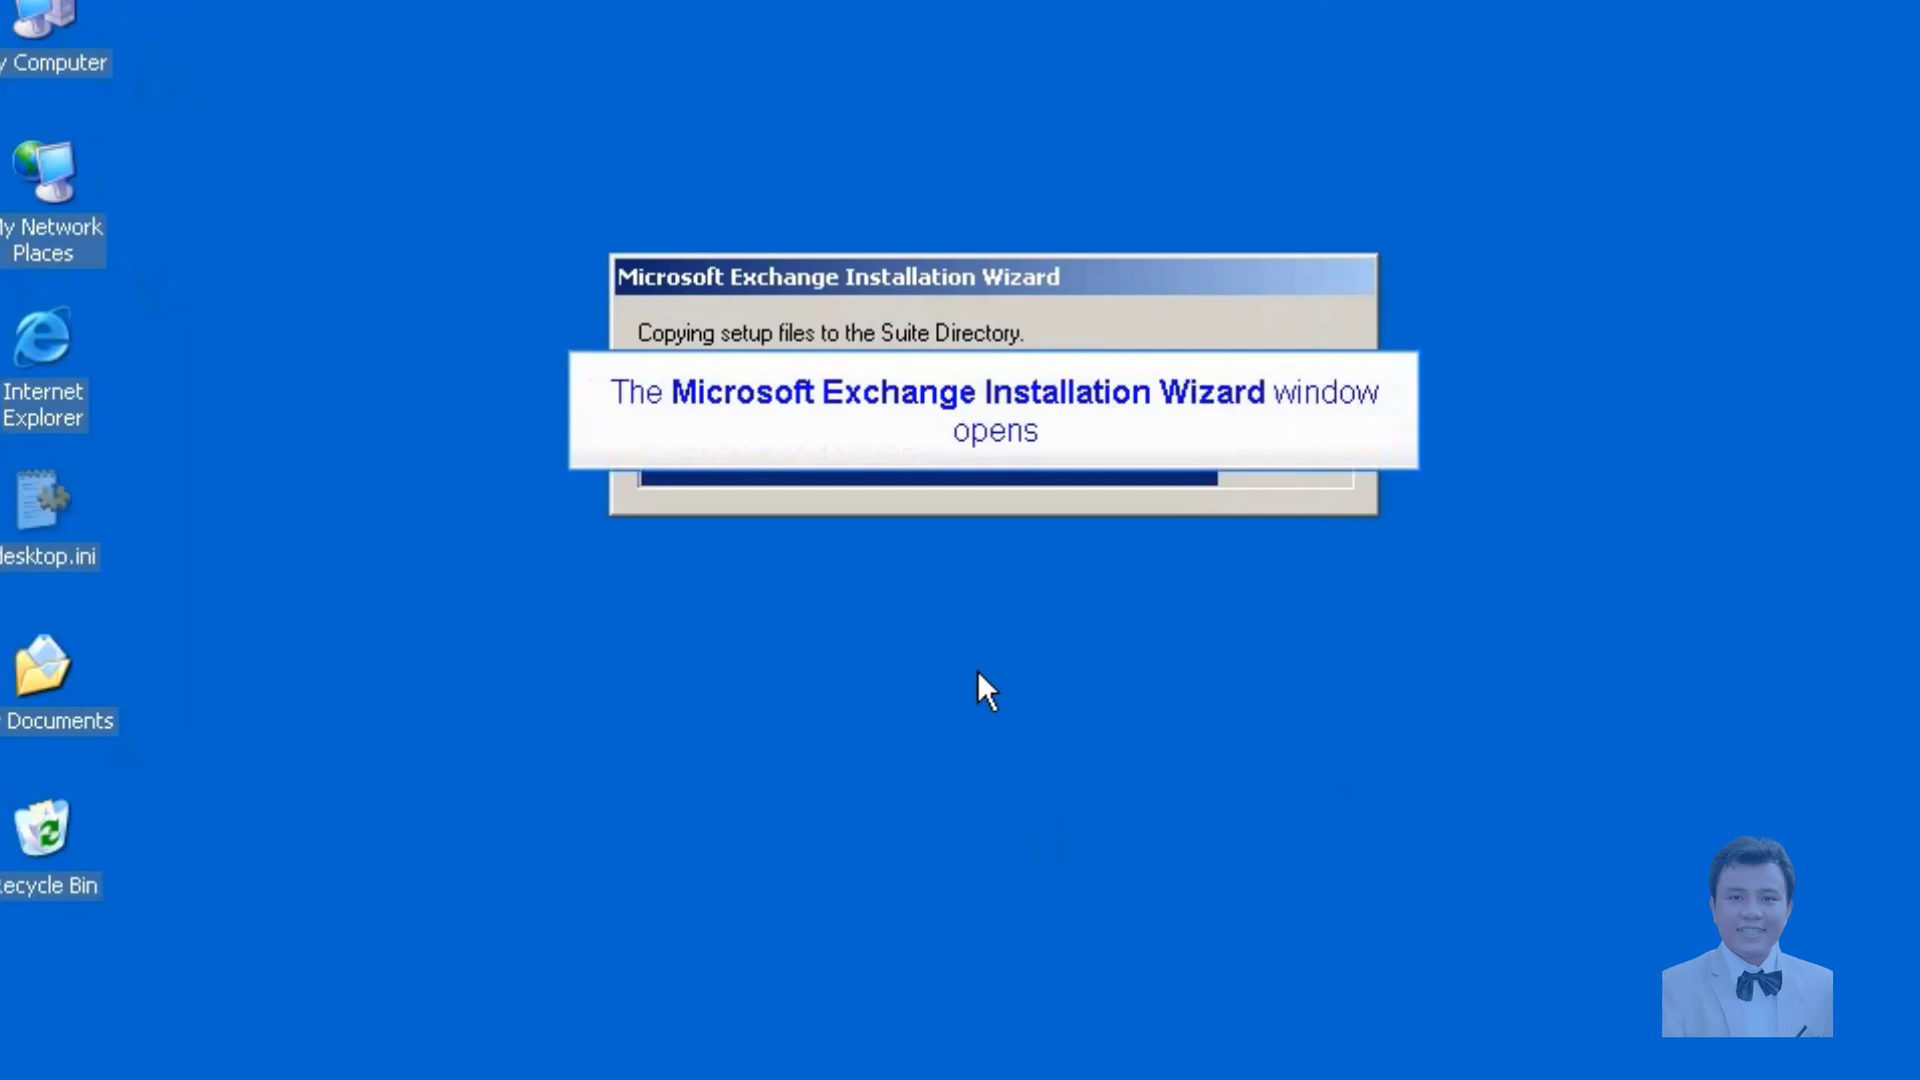 y Computer
y Network
Places
Internet
Explorer
desktop.ini
Documents
ecycle Bin
Microsoft Exchange Installation Wizard
Copying setup files to the Suite Directory.
The Microsoft Exchange Installation Wizard window
opens